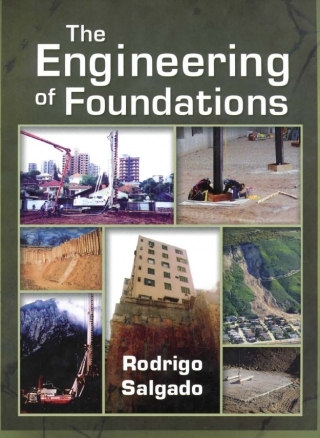 The
Engineering
of Foundations
Rodrigo
Salgado